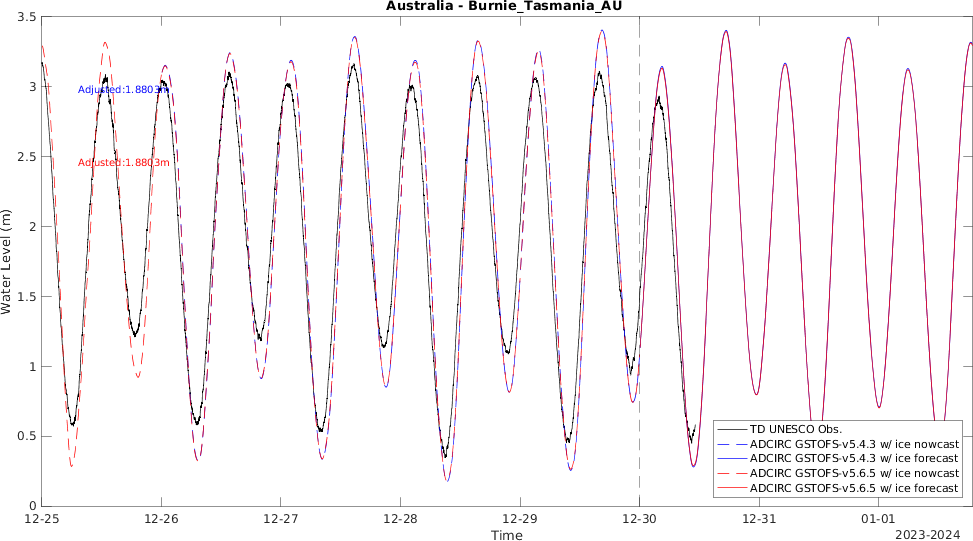 Australia - Burnie_Tasmania_AU
3.5
3
2.5
2
1.5
1
0.5
0
Water Level (m)
Adjusted:1.8803m
Adjusted:1.8803m
TD UNESCO Obs.
ADCIRC GSTOFS-v5.4.3 w/ ice nowcast
ADCIRC GSTOFS-v5.4.3 w/ ice forecast
ADCIRC GSTOFS-v5.6.5 w/ ice nowcast
ADCIRC GSTOFS-v5.6.5 w/ ice forecast
12-25 12-26 12-27 12-28 12-29 12-30 12-31 01-01
Time
2023-2024